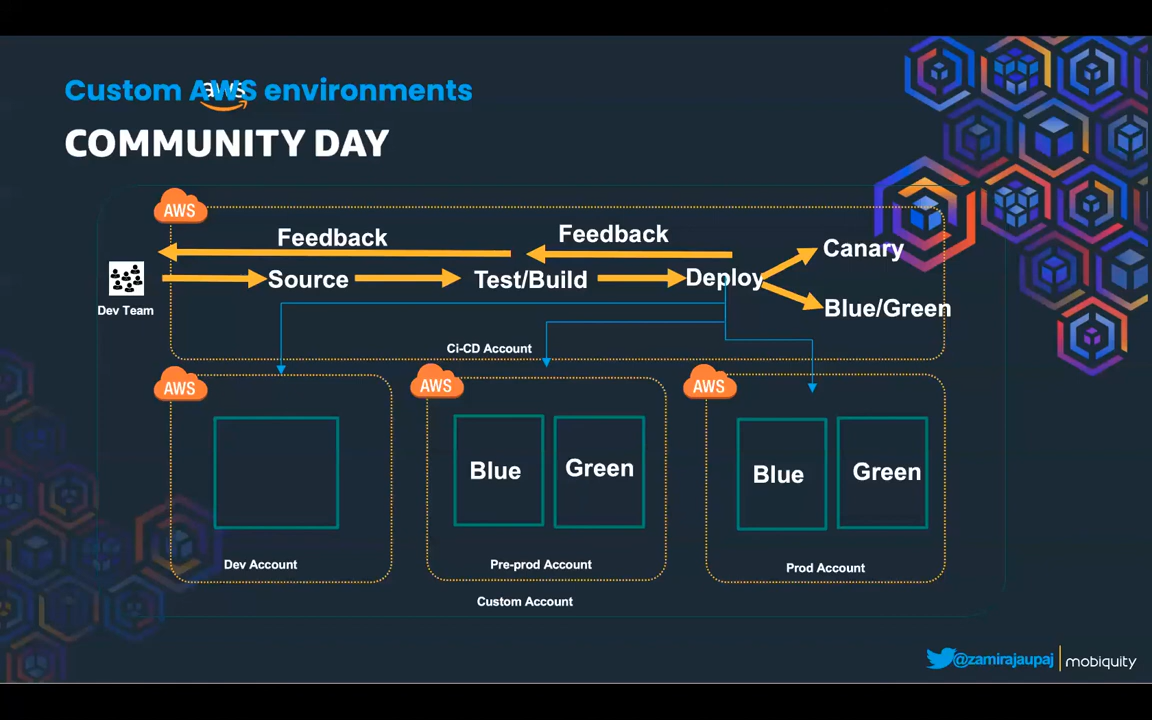 Custom AWS environments
aws
COMMUNITY DAY
AWS
Feedback
Feedback
Canary
Source
Test/Build
Deploy
Dev Team
Blue/Green
Ci-CD Account
AWS
AWS
AWS
Blue
Green
Blue
Green
Dev Account
Pre-prod Account
Prod Account
Custom Account
@zamirajaupaj
mobiquity